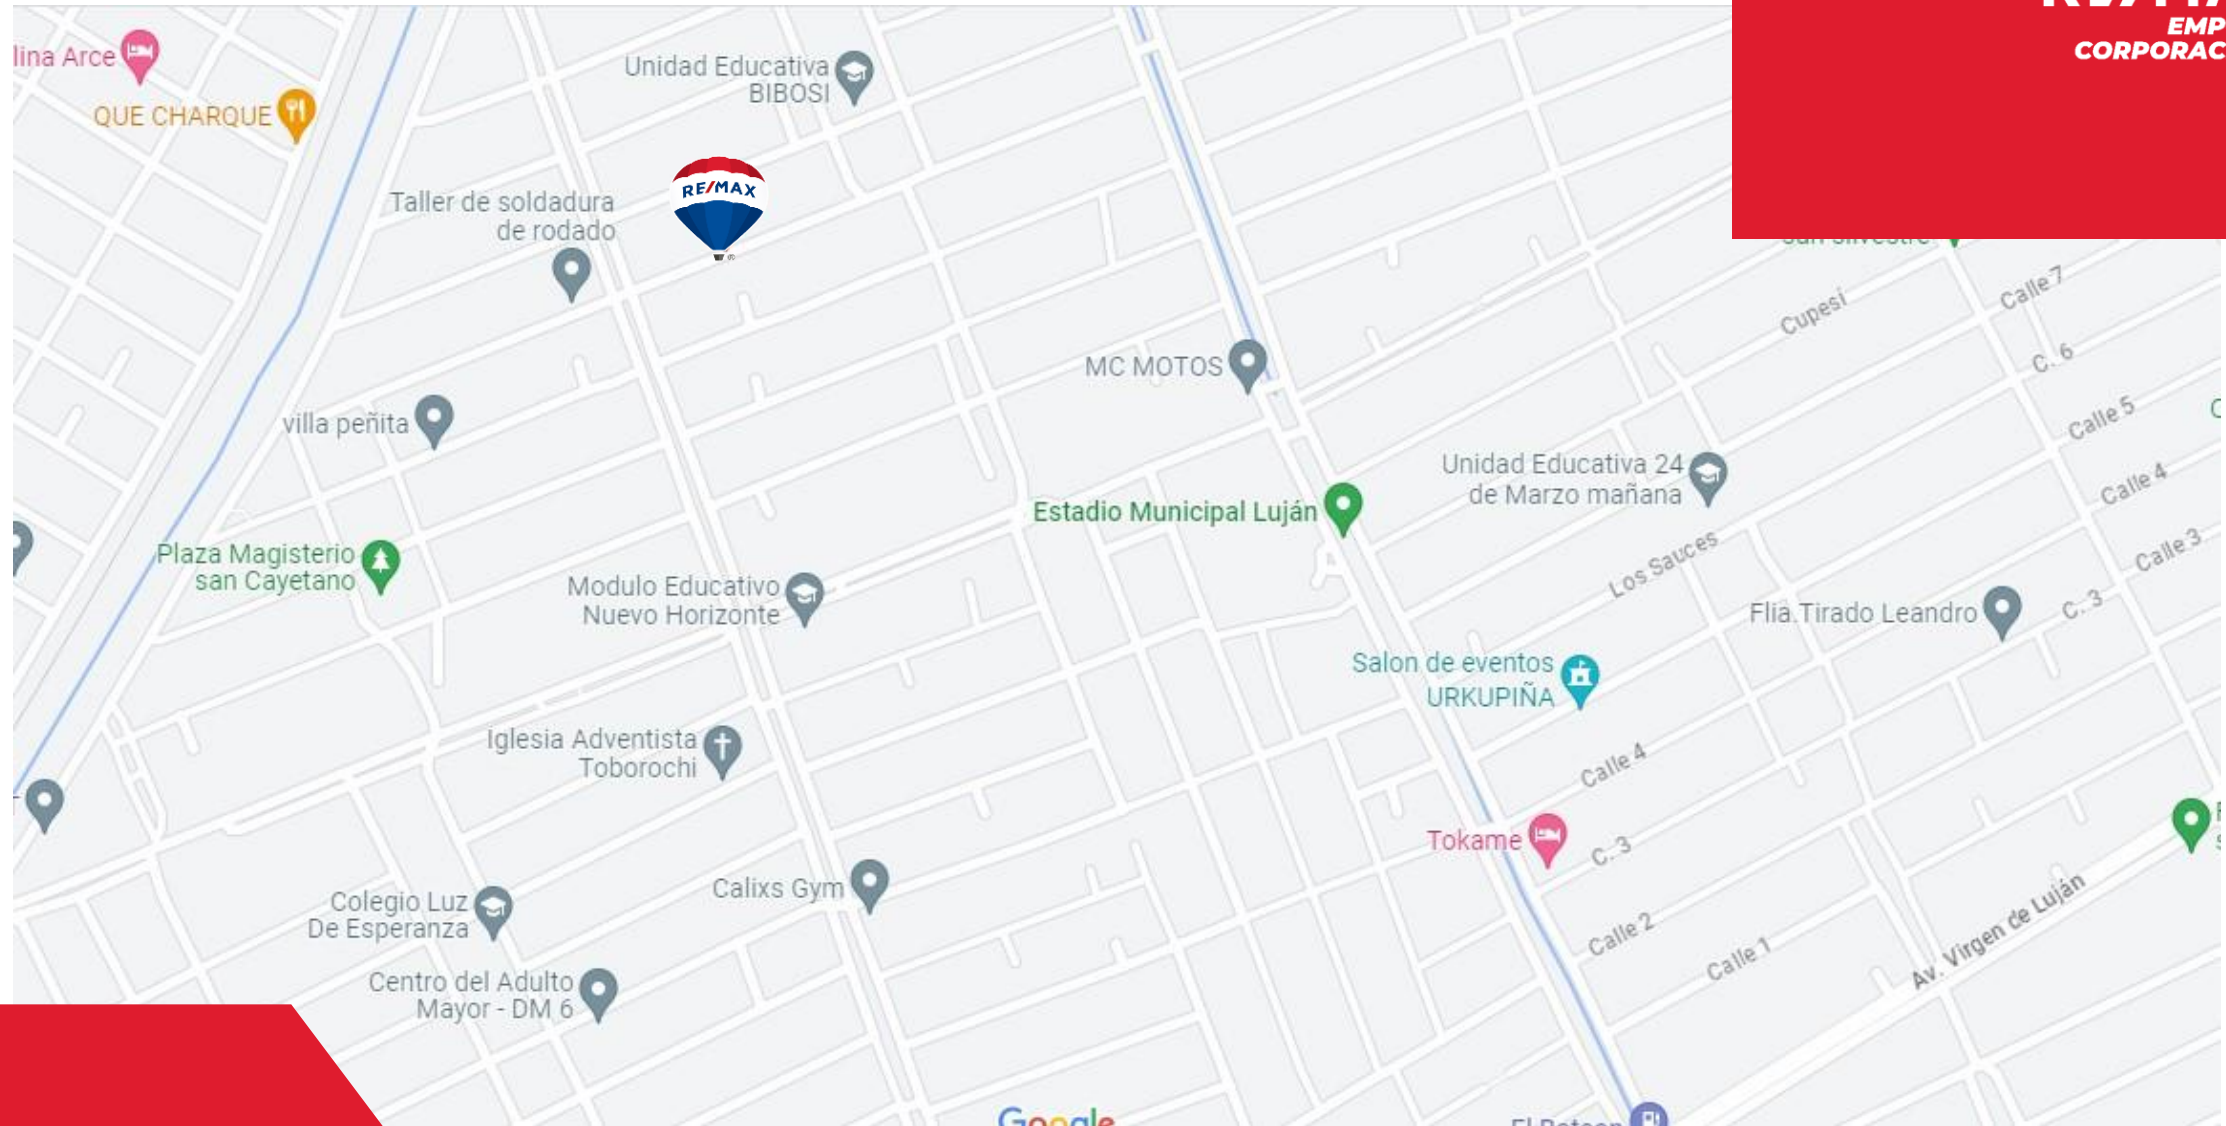 EMP
CORPORAC
lina Arce
QUE CHARQUE
Unidad Educativa
BIBOSI
RE/MAX
®
Taller de soldadura
de rodado
Calle 7
Cupesi
C. 6
MC MOTOS
villa peñita
Calle 5
Unidad Educativa 24
de Marzo mañana
Calle 4
Estadio Municipal Luján
Plaza Magisterio
san Cayetano
Los Sauces
Calle 3
Modulo Educativo
Nuevo Horizonte
Flia.Tirado Leandro
C. 3
Salon de eventos
URKUPIÑA
Iglesia Adventista
Toborochi
Calle 4
Tokame
C. 3
Calixs Gym
Colegio Luz
De Esperanza
Calle 2
Calle 1
Av. Virgen de Luján
Centro del Adulto
Mayor - DM 6
Google